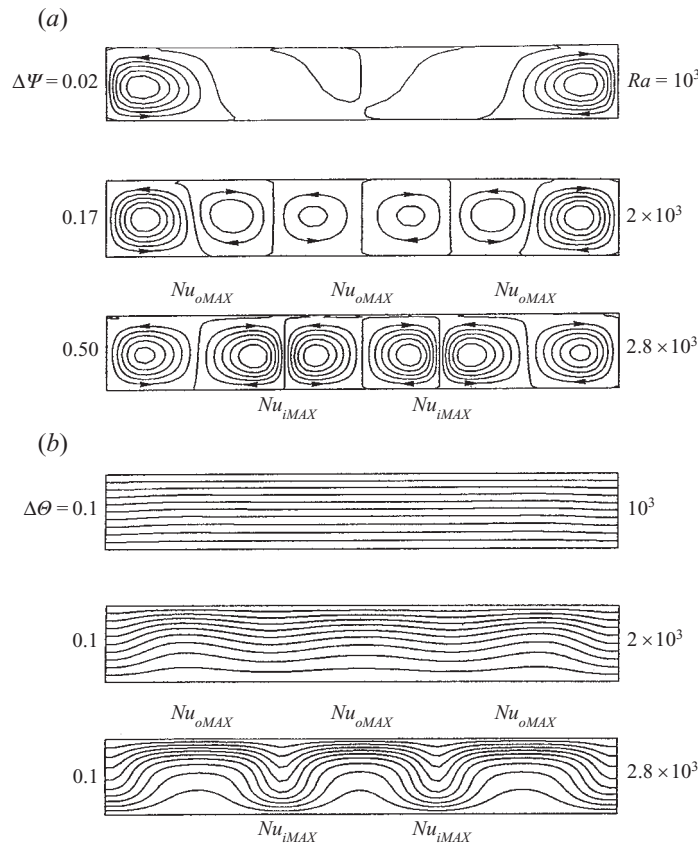 (a)
ΔΨ = 0.02 Ra = 10³
0.17 2 × 10³
Nu_oMAX Nu_oMAX Nu_oMAX
0.50 2.8 × 10³
Nu_iMAX Nu_iMAX
(b)
ΔΘ = 0.1 10³
0.1 2 × 10³
Nu_oMAX Nu_oMAX Nu_oMAX
0.1 2.8 × 10³
Nu_iMAX Nu_iMAX